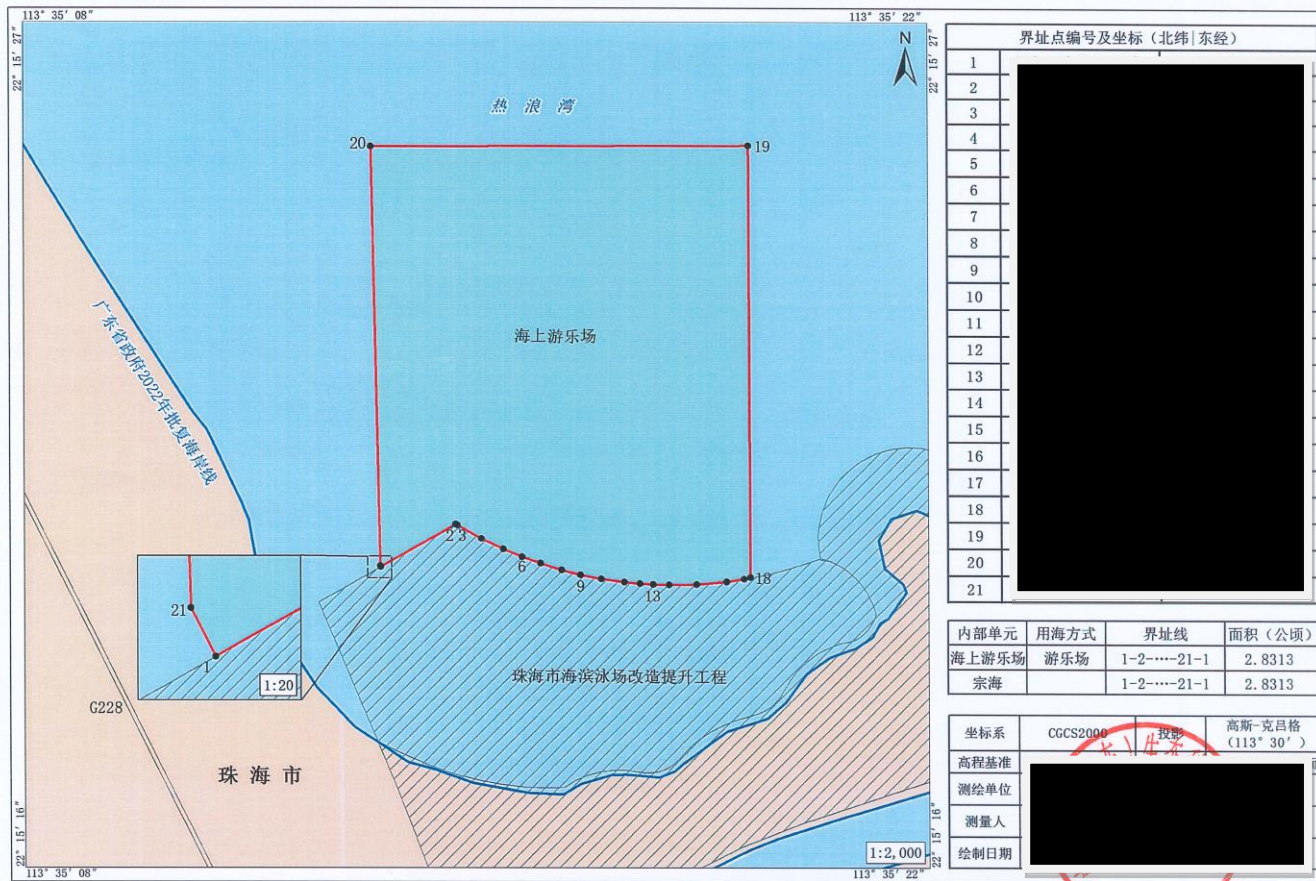 113° 35′ 08″
113° 35′ 22″
22° 15′ 27″
22° 15′ 27″
N
热 浪 湾
20
19
海上游乐场
广东省政府2022年批复海岸线
2 3
6
9
13
18
21
1
1:20
G228
珠海市海滨泳场改造提升工程
珠 海 市
22° 15′ 16″
22° 15′ 16″
1:2,000
113° 35′ 08″
113° 35′ 22″
界址点编号及坐标（北纬|东经）
1
2
3
4
5
6
7
8
9
10
11
12
13
14
15
16
17
18
19
20
21
内部单元 用海方式 界址线 面积（公顷）
海上游乐场 游乐场 1-2-…-21-1 2.8313
宗海 1-2-…-21-1 2.8313
坐标系 CGCS2000 投影 高斯-克吕格
（113° 30′）
高程基准
测绘单位
测量人
绘制日期